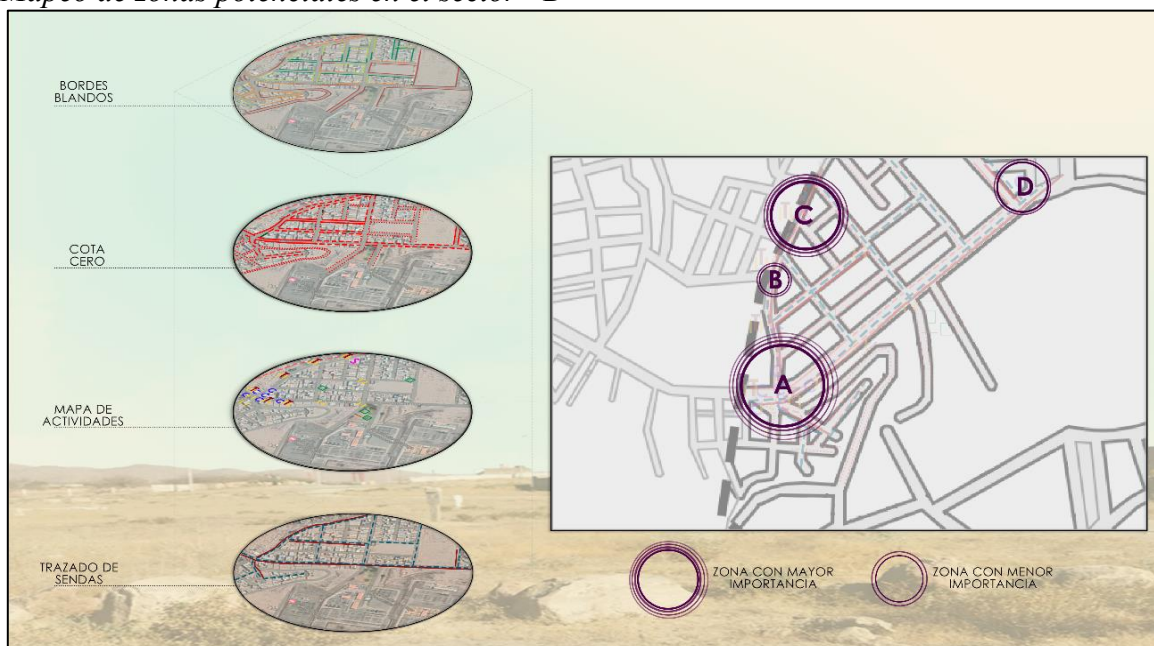 Mapeo de zonas potenciales en el sector "B"
BORDES
BLANDOS
COTA
CERO
MAPA DE
ACTIVIDADES
TRAZADO DE
SENDAS
C
D
B
A
ZONA CON MAYOR
IMPORTANCIA
ZONA CON MENOR
IMPORTANCIA